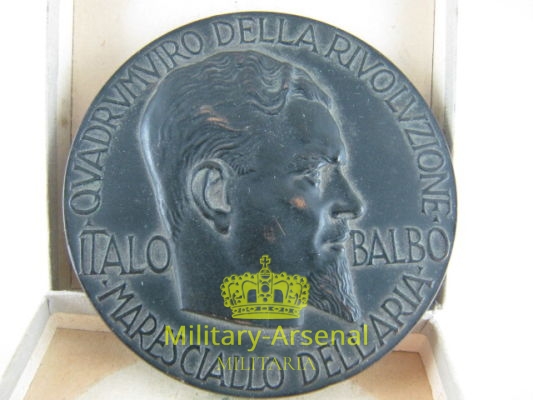 QVADRVMVIRO DELLA RIVOLVZIONE
ITALO BALBO
MARESCIALLO DELL'ARIA
Military-Arsenal
MILITARIA